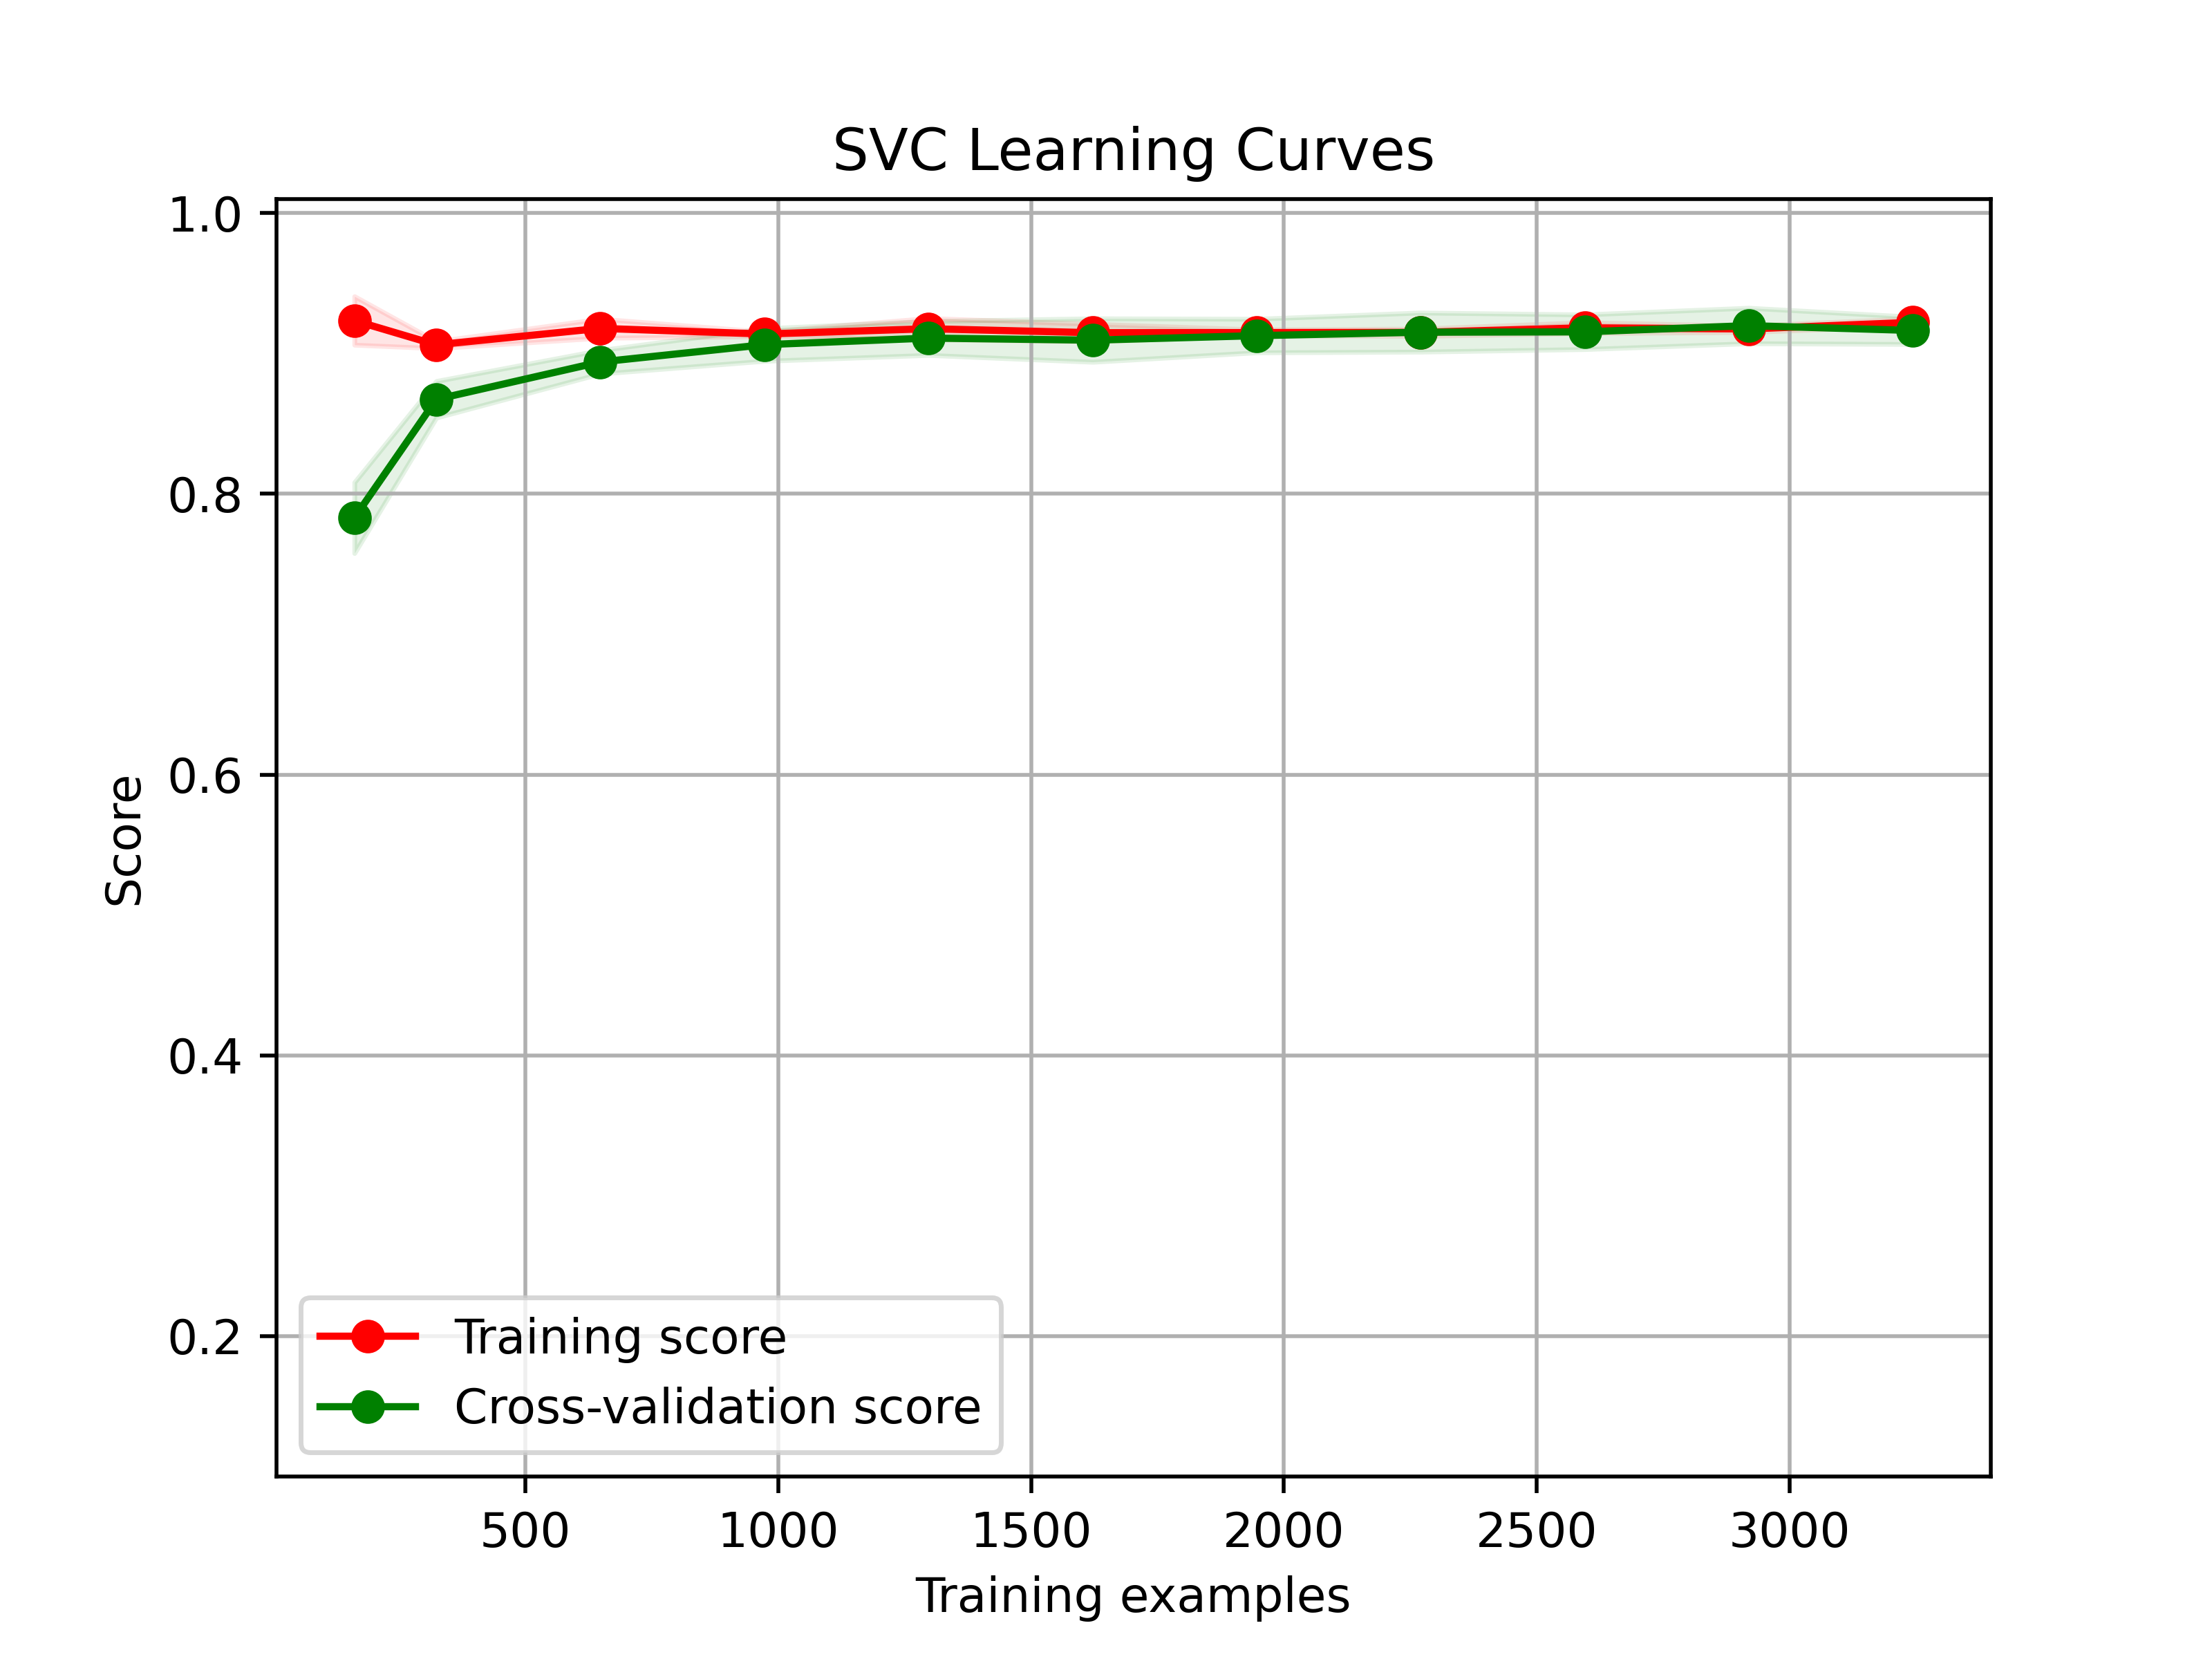 SVC Learning Curves
1.0
0.8
0.6
0.4
0.2
Score
Training score
Cross-validation score
500 1000 1500 2000 2500 3000
Training examples